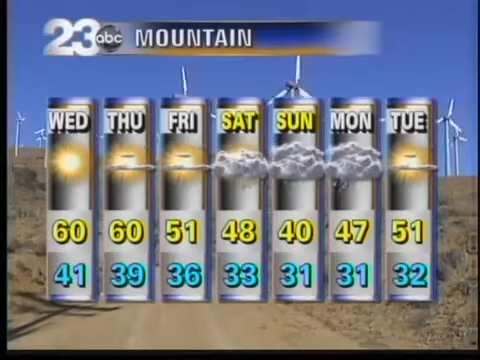 23 abc MOUNTAIN
WED THU FRI SAT SUN MON TUE
60 60 51 48 40 47 51
41 39 36 33 31 31 32